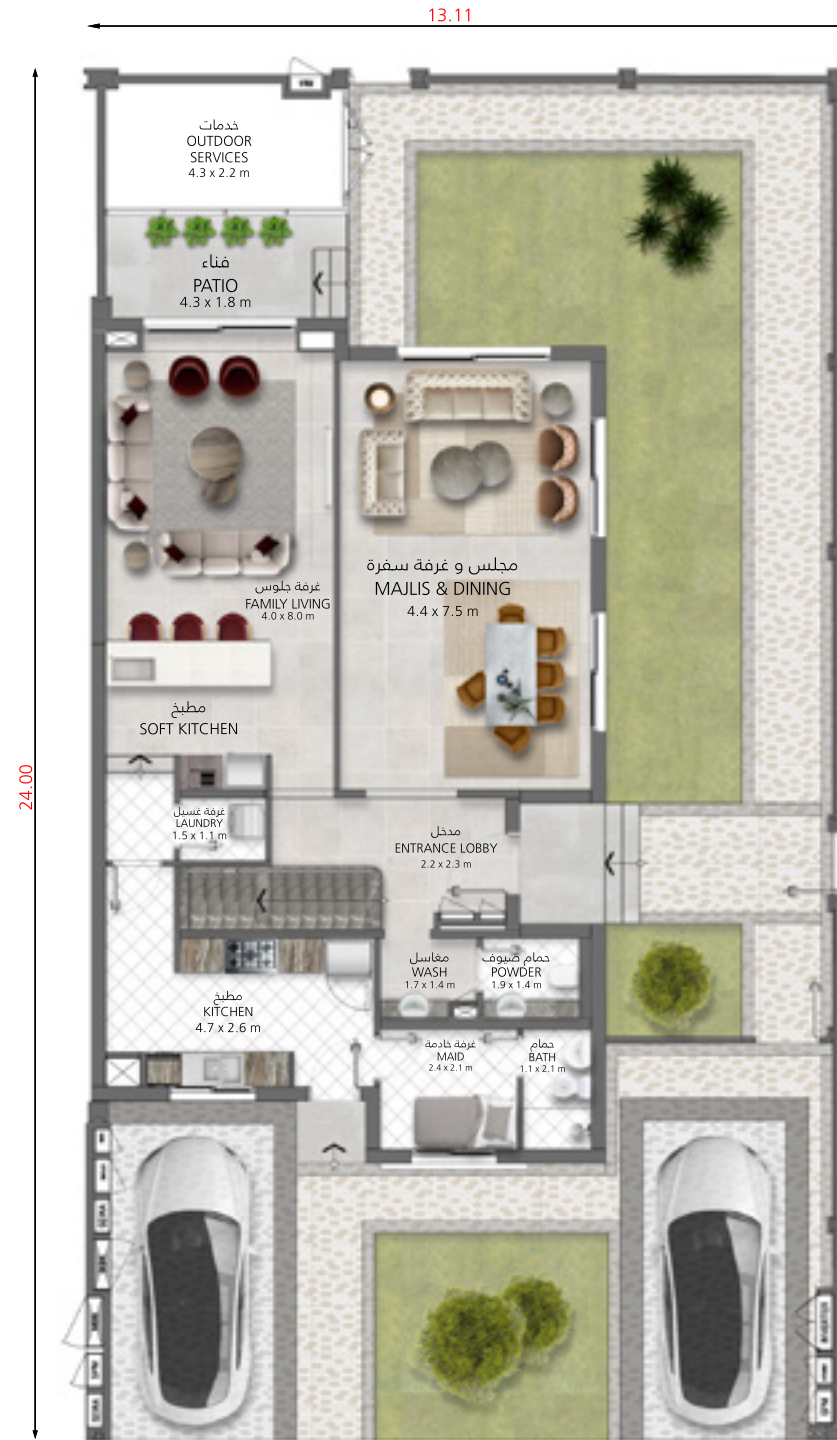 13.11
24.00
خدمات
OUTDOOR
SERVICES
4.3 x 2.2 m
فناء
PATIO
4.3 x 1.8 m
غرفة جلوس
FAMILY LIVING
4.0 x 8.0 m
مجلس و غرفة سفرة
MAJLIS & DINING
4.4 x 7.5 m
مطبخ
SOFT KITCHEN
غرفة غسيل
LAUNDRY
1.5 x 1.1 m
مدخل
ENTRANCE LOBBY
2.2 x 2.3 m
مغاسل
WASH
1.7 x 1.4 m
حمام ضيوف
POWDER
1.9 x 1.4 m
مطبخ
KITCHEN
4.7 x 2.6 m
غرفة خادمة
MAID
2.4 x 2.1 m
حمام
BATH
1.1 x 2.1 m